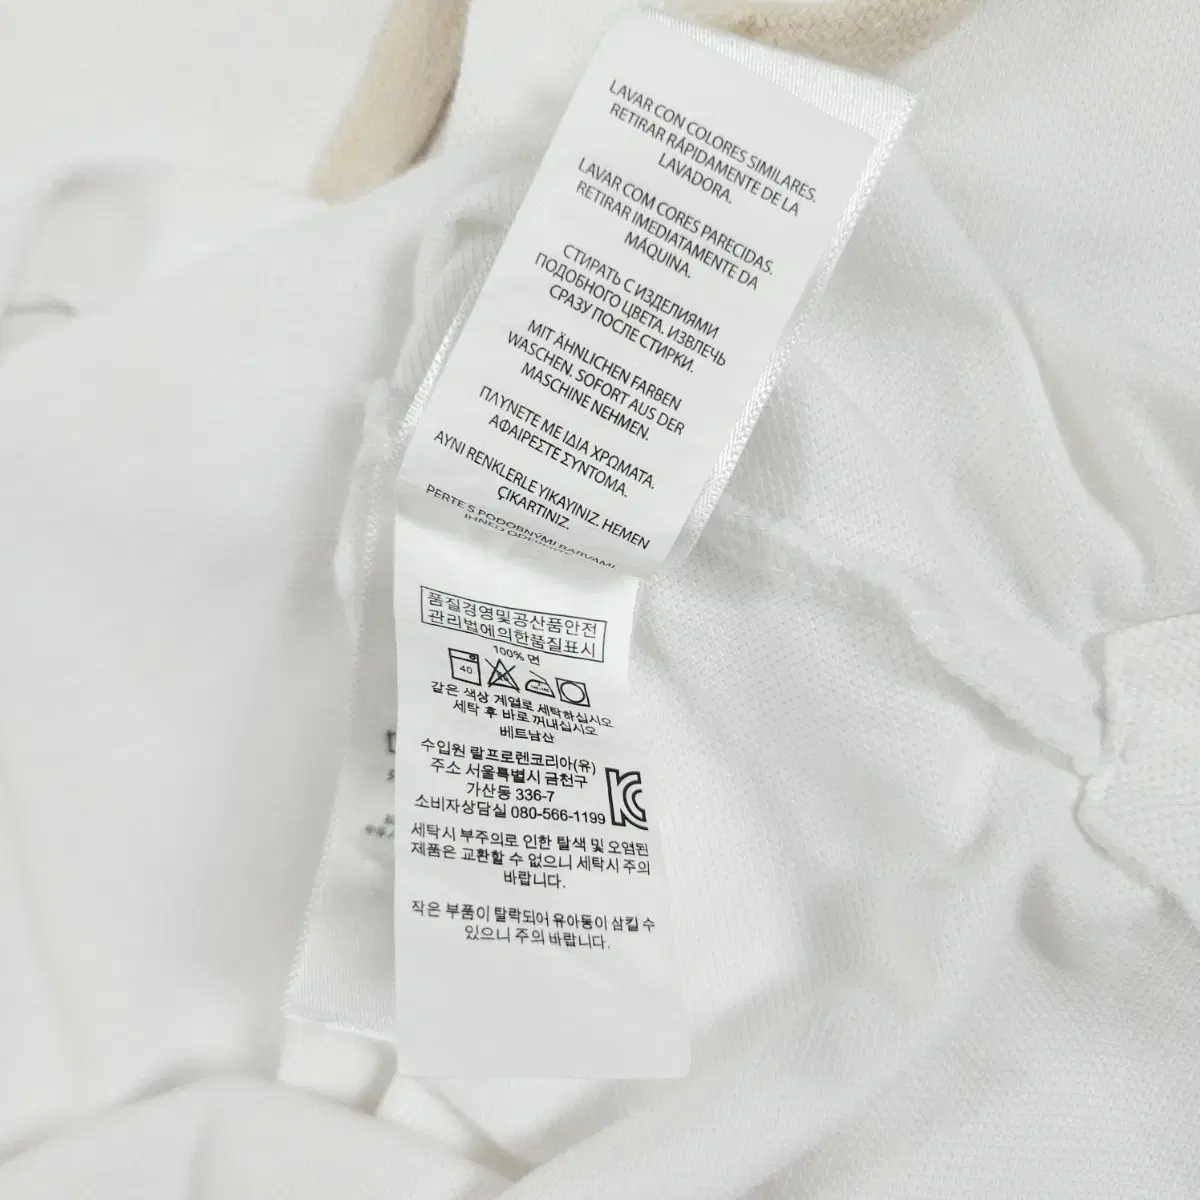 LAVAR CON COLORES SIMILARES.
RETIRAR RÁPIDAMENTE DE LA
LAVADORA.
LAVAR COM CORES PARECIDAS.
RETIRAR IMEDIATAMENTE DA
MÁQUINA.
СТИРАТЬ С ИЗДЕЛИЯМИ
ПОДОБНОГО ЦВЕТА. ИЗВЛЕЧЬ
СРАЗУ ПОСЛЕ СТИРКИ.
MIT ÄHNLICHEN FARBEN
WASCHEN. SOFORT AUS DER
MASCHINE NEHMEN.
ΠΛΥΝΕΤΕ ΜΕ ΙΔΙΑ ΧΡΩΜΑΤΑ.
ΑΦΑΙΡΕΣΤΕ ΣΥΝΤΟΜΑ.
AYNI RENKLERLE YIKAYINIZ. HEMEN
ÇIKARTINIZ.
PERTE S PODOBNÝMI BARVAMI
IHNED
품질경영및공산품안전
관리법에의한품질표시
100% 면
40
같은 색상 계열로 세탁하십시오
세탁 후 바로 꺼내십시오
베트남산
수입원 랄프로렌코리아(유)
주소 서울특별시 금천구
가산동 336-7
소비자상담실 080-566-1199
세탁시 부주의로 인한 탈색 및 오염된
제품은 교환할 수 없으니 세탁시 주의
바랍니다.
작은 부품이 탈락되어 유아동이 삼킬 수
있으니 주의 바랍니다.